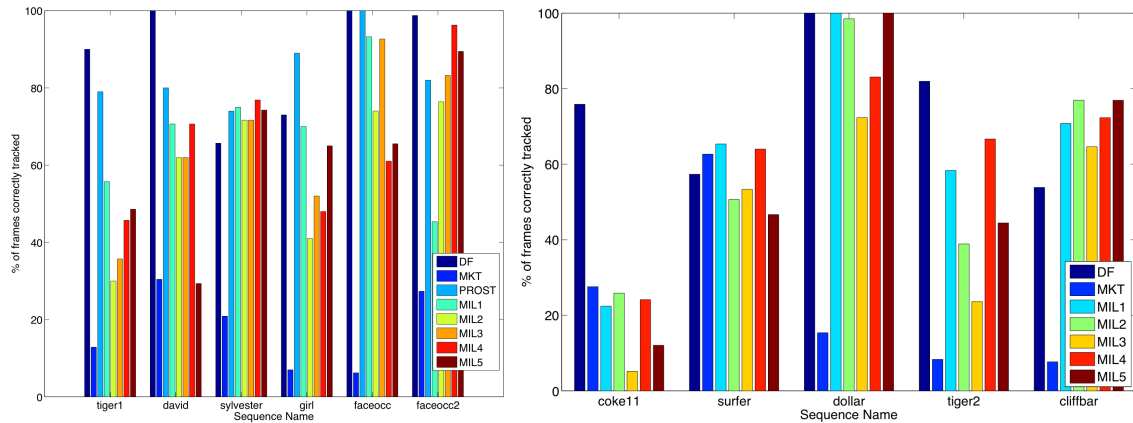 100
80
60
40
20
0
% of frames correctly tracked
tiger1 david sylvester girl faceocc faceocc2
Sequence Name
DF
MKT
PROST
MIL1
MIL2
MIL3
MIL4
MIL5
100
80
60
40
20
0
% of frames correctly tracked
coke11 surfer dollar tiger2 cliffbar
Sequence Name
DF
MKT
MIL1
MIL2
MIL3
MIL4
MIL5